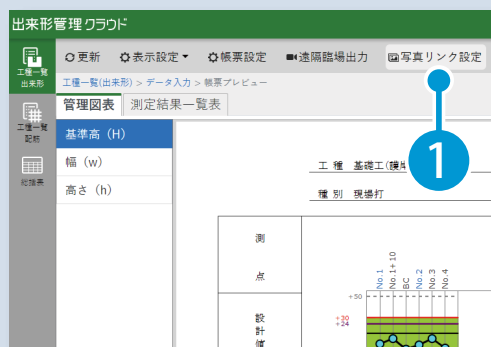 出来形管理クラウド
工種一覧
出来形
更新 表示設定 帳票設定 遠隔臨場出力 写真リンク設定
工種一覧(出来形) > データ入力 > 帳票プレビュー
工種一覧
配筋
管理図表 測定結果一覧表
総括表
基準高（H）
幅（w）
高さ（h）
1
工 種 基礎工(護岸
種 別 現場打
測
点
No.1
No.1+10
BC
No.2
No.3
No.4
+50
+30
+24
設
計
値